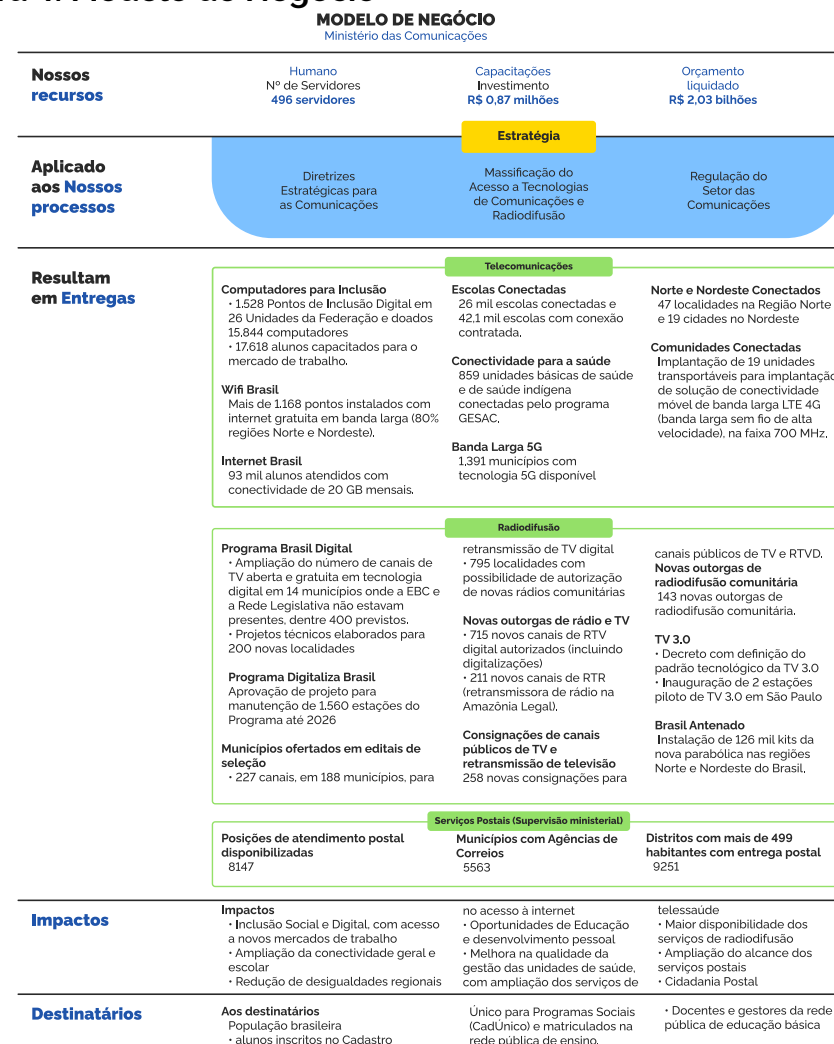 MODELO DE NEGÓCIO
Ministério das Comunicações
Nossos
recursos
Humano
Nº de Servidores
496 servidores
Capacitações
Investimento
R$ 0,87 milhões
Orçamento
liquidado
R$ 2,03 bilhões
Estratégia
Aplicado
aos Nossos
processos
Diretrizes
Estratégicas para
as Comunicações
Massificação do
Acesso a Tecnologias
de Comunicações e
Radiodifusão
Regulação do
Setor das
Comunicações
Resultam
em Entregas
Telecomunicações
Computadores para Inclusão
• 1.528 Pontos de Inclusão Digital em
26 Unidades da Federação e doados
15,844 computadores
• 17.618 alunos capacitados para o
mercado de trabalho.
Wifi Brasil
Mais de 1.168 pontos instalados com
internet gratuita em banda larga (80%
regiões Norte e Nordeste).
Internet Brasil
93 mil alunos atendidos com
conectividade de 20 GB mensais.
Escolas Conectadas
26 mil escolas conectadas e
42,1 mil escolas com conexão
contratada.
Conectividade para a saúde
859 unidades básicas de saúde
e de saúde indígena
conectadas pelo programa
GESAC.
Banda Larga 5G
1,391 municípios com
tecnologia 5G disponível
Norte e Nordeste Conectados
47 localidades na Região Norte
e 19 cidades no Nordeste
Comunidades Conectadas
Implantação de 19 unidades
transportáveis para implantação
de solução de conectividade
móvel de banda larga LTE 4G
(banda larga sem fio de alta
velocidade), na faixa 700 MHz.
Radiodifusão
Programa Brasil Digital
• Ampliação do número de canais de
TV aberta e gratuita em tecnologia
digital em 14 municípios onde a EBC e
a Rede Legislativa não estavam
presentes, dentre 400 previstos.
• Projetos técnicos elaborados para
200 novas localidades
Programa Digitaliza Brasil
Aprovação de projeto para
manutenção de 1.560 estações do
Programa até 2026
Municípios ofertados em editais de
seleção
• 227 canais, em 188 municípios, para
retransmissão de TV digital
• 795 localidades com
possibilidade de autorização
de novas rádios comunitárias
Novas outorgas de rádio e TV
• 715 novos canais de RTV
digital autorizados (incluindo
digitalizações)
• 211 novos canais de RTR
(retransmissora de rádio na
Amazônia Legal).
Consignações de canais
públicos de TV e
retransmissão de televisão
258 novas consignações para
canais públicos de TV e RTVD.
Novas outorgas de
radiodifusão comunitária
143 novas outorgas de
radiodifusão comunitária.
TV 3.0
• Decreto com definição do
padrão tecnológico da TV 3.0
• Inauguração de 2 estações
piloto de TV 3.0 em São Paulo
Brasil Antenado
Instalação de 126 mil kits da
nova parabólica nas regiões
Norte e Nordeste do Brasil.
Serviços Postais (Supervisão ministerial)
Posições de atendimento postal
disponibilizadas
8147
Municípios com Agências de
Correios
5563
Distritos com mais de 499
habitantes com entrega postal
9251
Impactos
Impactos
• Inclusão Social e Digital, com acesso
a novos mercados de trabalho
• Ampliação da conectividade geral e
escolar
• Redução de desigualdades regionais
no acesso à internet
• Oportunidades de Educação
e desenvolvimento pessoal
• Melhora na qualidade da
gestão das unidades de saúde,
com ampliação dos serviços de
telessaúde
• Maior disponibilidade dos
serviços de radiodifusão
• Ampliação do alcance dos
serviços postais
• Cidadania Postal
Destinatários
Aos destinatários
População brasileira
• alunos inscritos no Cadastro
Único para Programas Sociais
(CadÚnico) e matriculados na
rede pública de ensino.
• Docentes e gestores da rede
pública de educação básica